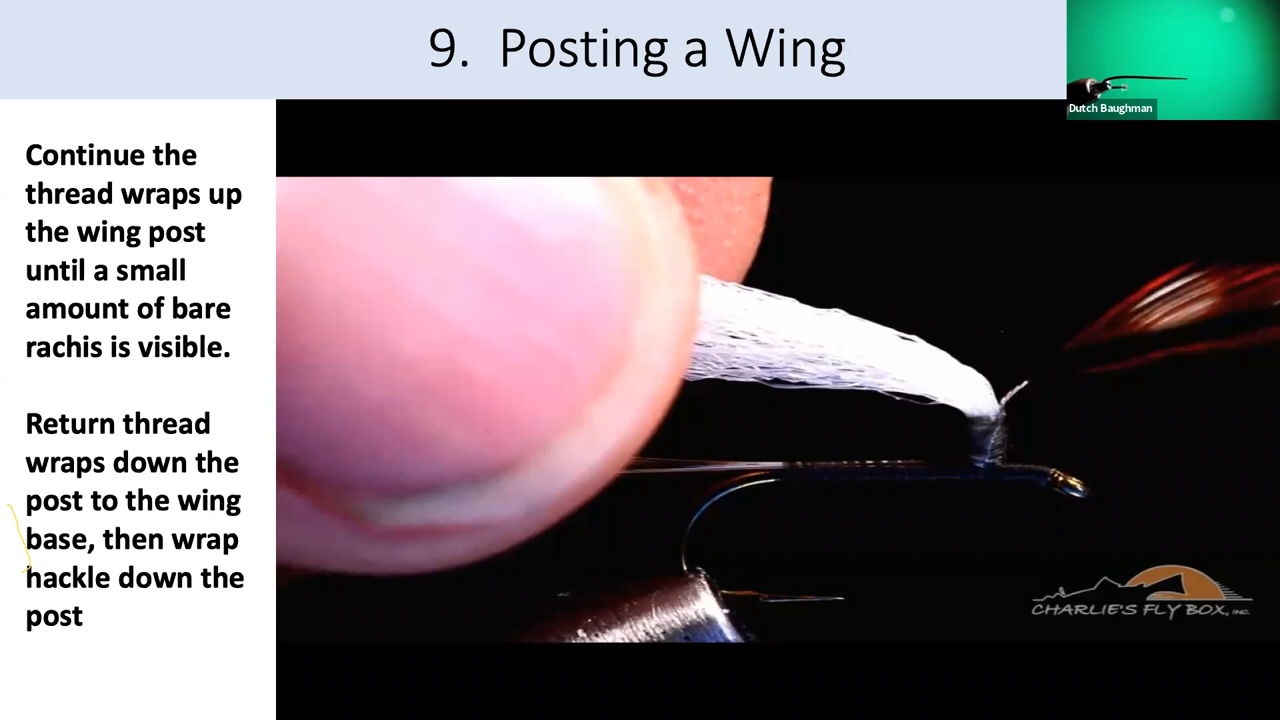 9. Posting a Wing
Dutch Baughman
Continue the
thread wraps up
the wing post
until a small
amount of bare
rachis is visible.
Return thread
wraps down the
post to the wing
base, then wrap
hackle down the
post
CHARLIE'S FLY BOX, INC.